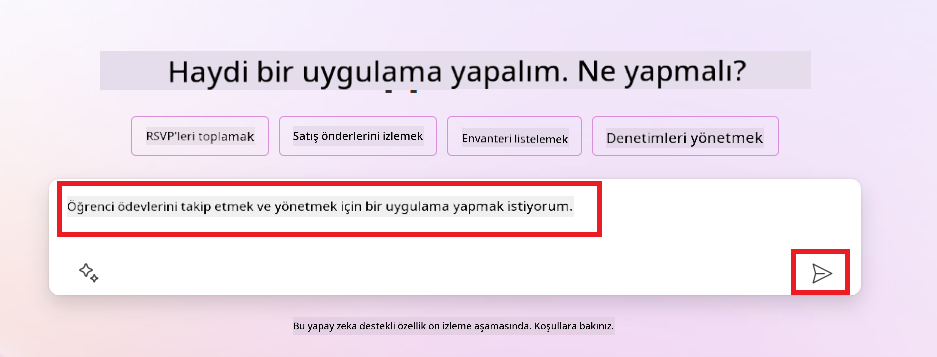 Haydi bir uygulama yapalım. Ne yapmalı?
RSVP'leri toplamak
Satış önderlerini izlemek
Envanteri listelemek
Denetimleri yönetmek
Öğrenci ödevlerini takip etmek ve yönetmek için bir uygulama yapmak istiyorum.
Bu yapay zeka destekli özellik ön izleme aşamasında. Koşullara bakınız.